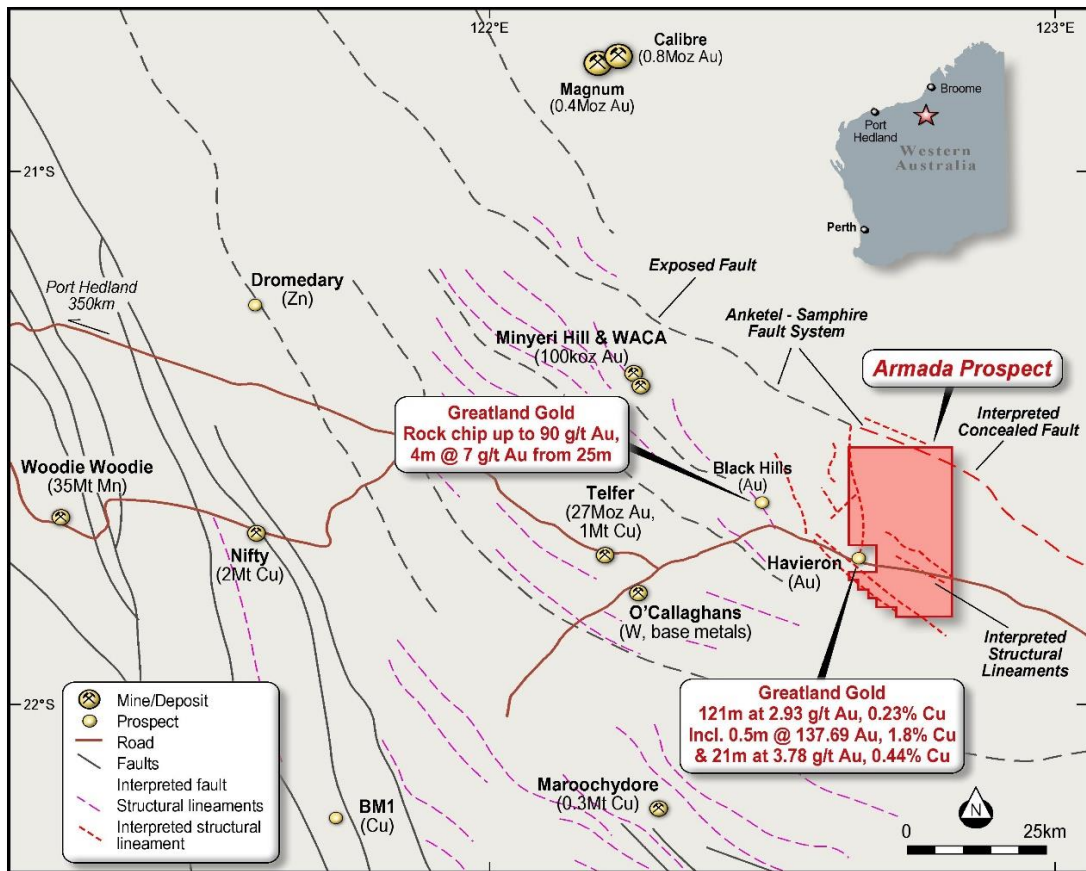 122°E
123°E
Calibre
(0.8Moz Au)
Magnum
(0.4Moz Au)
Broome
Port
Hedland
Western
Australia
Perth
21°S
Exposed Fault
Port Hedland
350km
Dromedary
(Zn)
Anketel - Samphire
Fault System
Minyeri Hill & WACA
(100koz Au)
Armada Prospect
Greatland Gold
Rock chip up to 90 g/t Au,
4m @ 7 g/t Au from 25m
Interpreted
Concealed Fault
Woodie Woodie
(35Mt Mn)
Black Hills
(Au)
Telfer
(27Moz Au,
1Mt Cu)
Nifty
(2Mt Cu)
Havieron
(Au)
O'Callaghans
(W, base metals)
Interpreted
Structural
Lineaments
22°S
Greatland Gold
121m at 2.93 g/t Au, 0.23% Cu
Incl. 0.5m @ 137.69 Au, 1.8% Cu
& 21m at 3.78 g/t Au, 0.44% Cu
Mine/Deposit
Prospect
Road
Faults
Interpreted fault
Structural lineaments
Interpreted structural
lineament
BM1
(Cu)
Maroochydore
(0.3Mt Cu)
N
0
25km